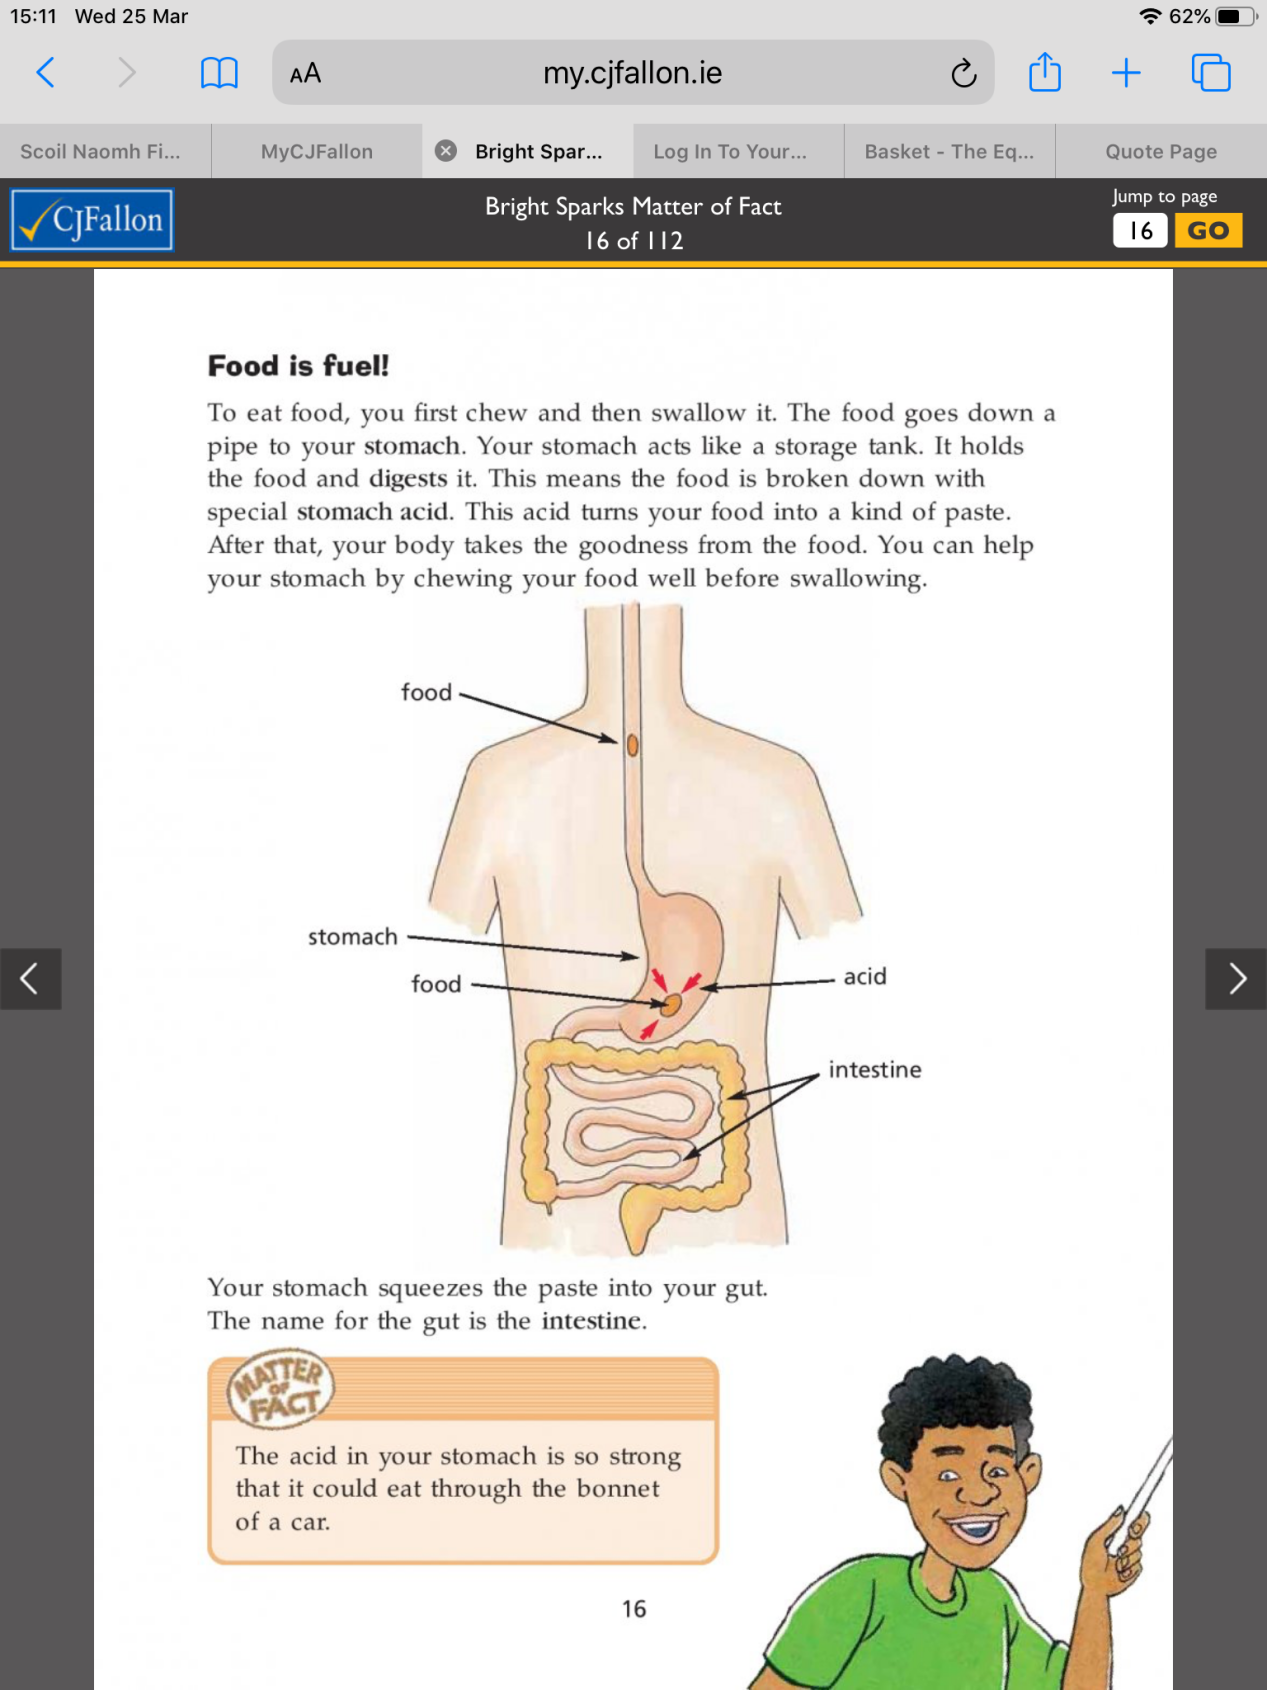 15:11 Wed 25 Mar
62%
AA
my.cjfallon.ie
Scoil Naomh Fi...
MyCJFallon
Bright Spar...
Log In To Your...
Basket - The Eq...
Quote Page
CJFallon
Bright Sparks Matter of Fact
16 of 112
Jump to page
16 GO
Food is fuel!
To eat food, you first chew and then swallow it. The food goes down a
pipe to your stomach. Your stomach acts like a storage tank. It holds
the food and digests it. This means the food is broken down with
special stomach acid. This acid turns your food into a kind of paste.
After that, your body takes the goodness from the food. You can help
your stomach by chewing your food well before swallowing.
food
stomach
food
acid
intestine
Your stomach squeezes the paste into your gut.
The name for the gut is the intestine.
MATTER
OF
FACT
The acid in your stomach is so strong
that it could eat through the bonnet
of a car.
16